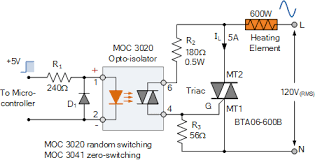 600W
L
MOC 3020
Opto-isolator
R2
180Ω
0.5W
IL
5A
Heating
Element
+5V
R1
240Ω
+
1
6
MT2
To Micro-
controller
D1
Triac
120V(RMS)
-
2
4
G
MT1
BTA06-600B
R3
56Ω
MOC 3020 random switching
MOC 3041 zero-switching
N